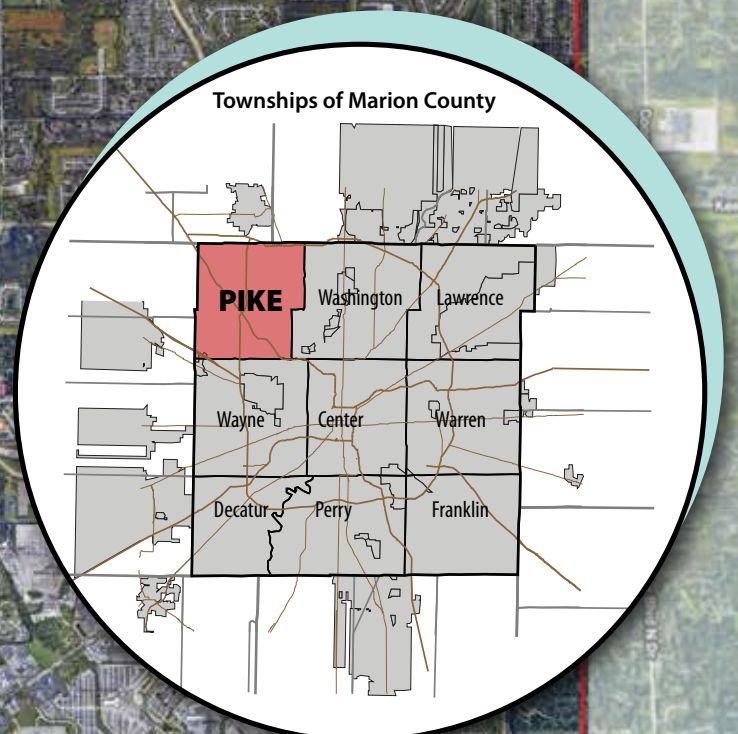 Townships of Marion County
PIKE
Washington
Lawrence
Wayne
Center
Warren
Decatur
Perry
Franklin